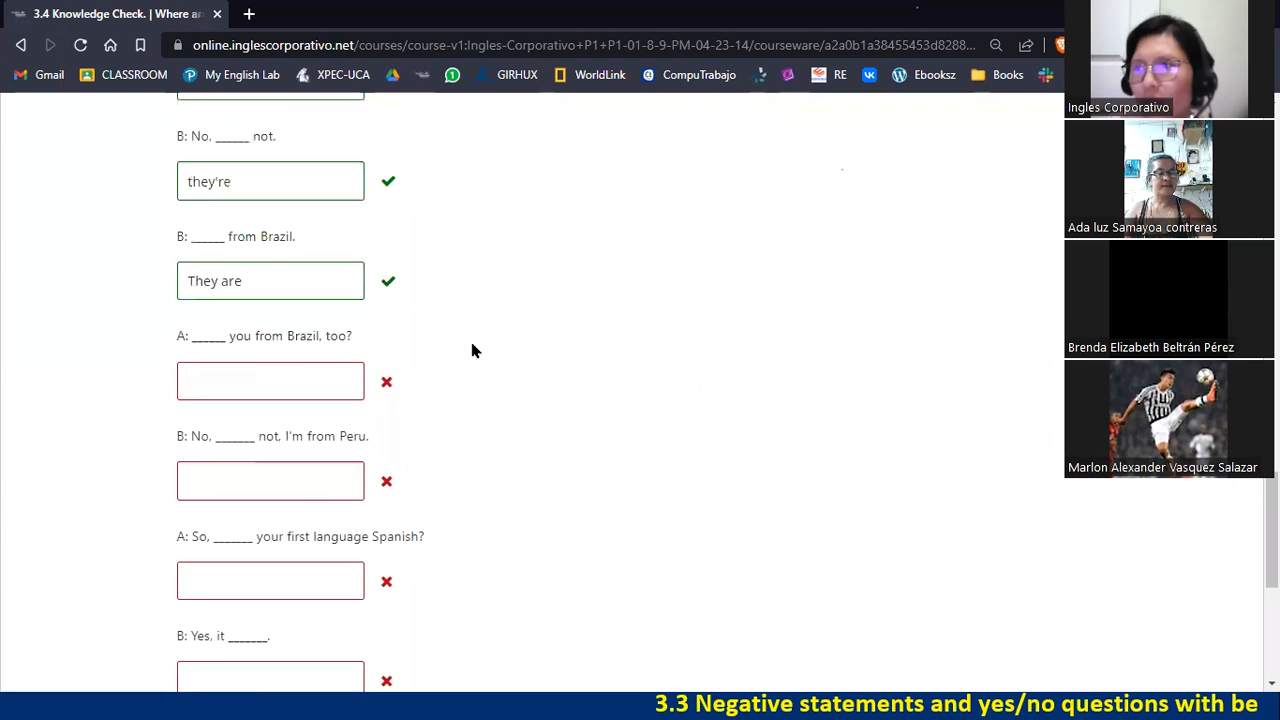 3.4 Knowledge Check. | Where ar
online.inglescorporativo.net/courses/course-v1:Ingles-Corporativo+P1+P1-01-8-9-PM-04-23-14/courseware/a2a0b1a38455453d8288...
Gmail CLASSROOM My English Lab XPEC-UCA GIRHUX WorldLink CompuTrabajo RE Ebooksz Books
B: No, ______ not.
they're
B: ______ from Brazil.
They are
A: ______ you from Brazil, too?
B: No, _______ not, I'm from Peru.
A: So, _______ your first language Spanish?
B: Yes, it _______.
Ingles Corporativo
Ada luz Samayoa contreras
Brenda Elizabeth Beltrán Pérez
Marlon Alexander Vasquez Salazar
3.3 Negative statements and yes/no questions with be